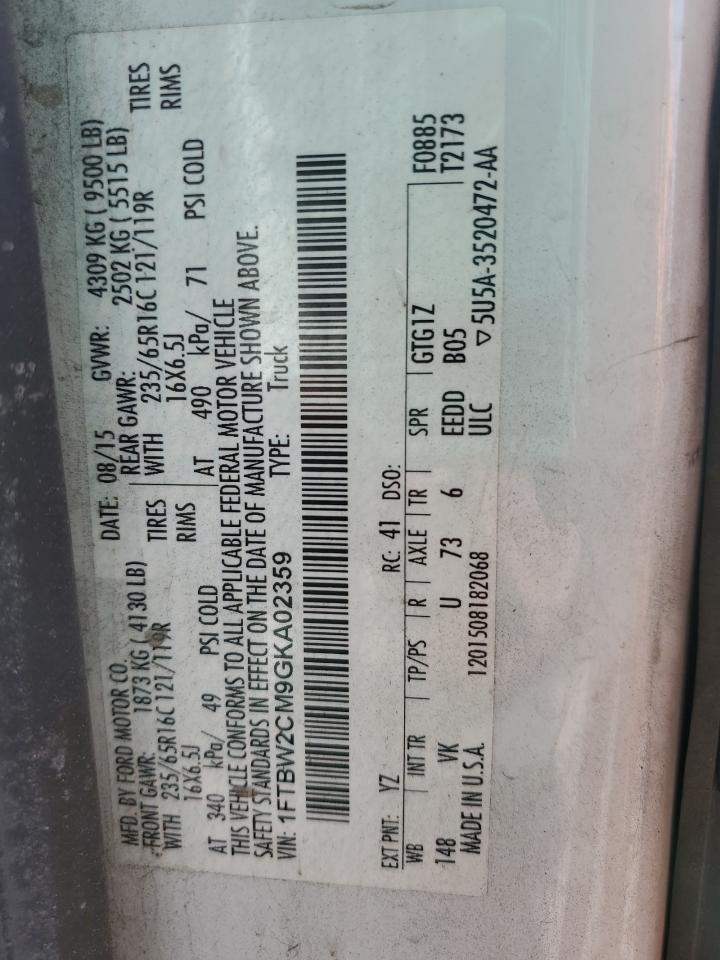 MFD. BY FORD MOTOR CO. DATE: 08/15 GVWR: 4309 KG ( 9500 LB)
FRONT GAWR: 1873 KG ( 4130 LB) REAR GAWR: 2502 KG ( 5515 LB)
WITH 235/65R16C 121/119R TIRES WITH 235/65R16C 121/119R TIRES
16X6.5J RIMS 16X6.5J RIMS
AT 340 kPa/ 49 PSI COLD AT 490 kPa/ 71 PSI COLD
THIS VEHICLE CONFORMS TO ALL APPLICABLE FEDERAL MOTOR VEHICLE
SAFETY STANDARDS IN EFFECT ON THE DATE OF MANUFACTURE SHOWN ABOVE.
VIN: 1FTBW2CM9GKA02359 TYPE: Truck
EXT PNT: YZ RC: 41 DSO:
WB INT TR TP/PS R AXLE TR SPR GTG1Z F0885
148 VK U 73 6 EEDD B05 T2173
MADE IN U.S.A. 1201508182068 ULC ▽ 5U5A-3520472-AA